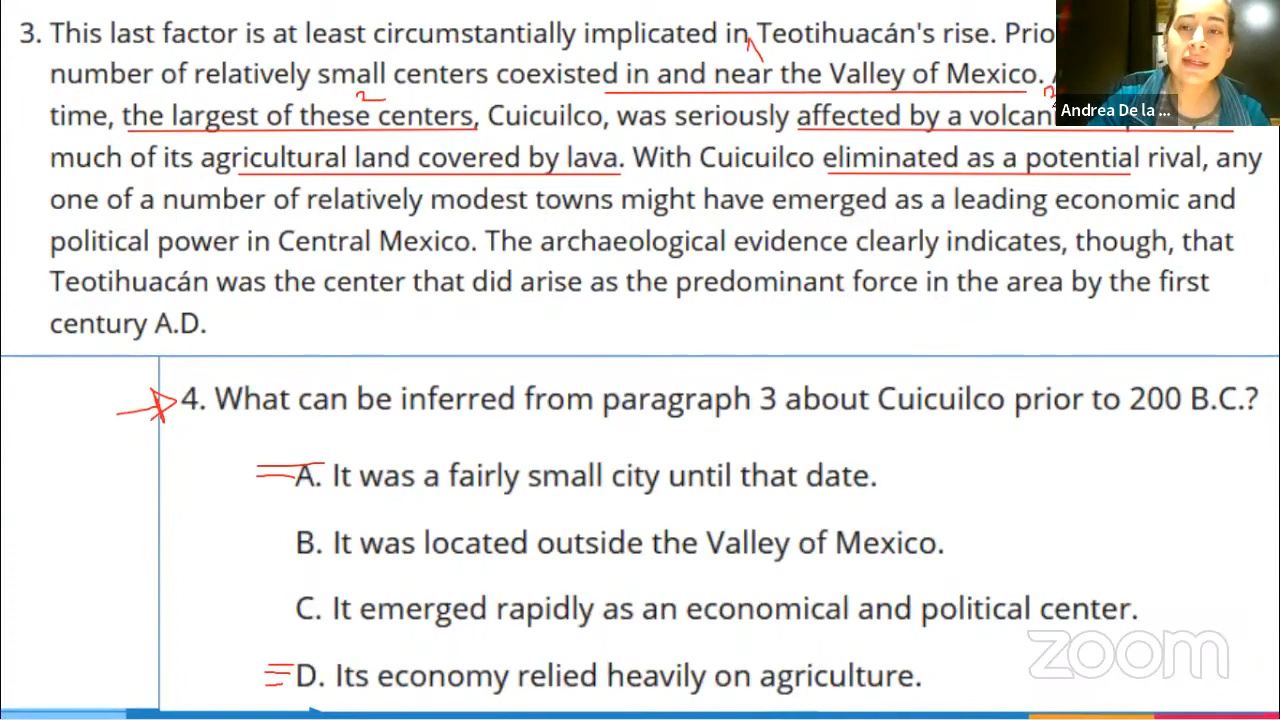 3. This last factor is at least circumstantially implicated in Teotihuacán's rise. Prio
number of relatively small centers coexisted in and near the Valley of Mexico.
time, the largest of these centers, Cuicuilco, was seriously affected by a volcan
much of its agricultural land covered by lava. With Cuicuilco eliminated as a potential rival, any
one of a number of relatively modest towns might have emerged as a leading economic and
political power in Central Mexico. The archaeological evidence clearly indicates, though, that
Teotihuacán was the center that did arise as the predominant force in the area by the first
century A.D.
Andrea De la ...
4. What can be inferred from paragraph 3 about Cuicuilco prior to 200 B.C.?
A. It was a fairly small city until that date.
B. It was located outside the Valley of Mexico.
C. It emerged rapidly as an economical and political center.
D. Its economy relied heavily on agriculture.
zoom